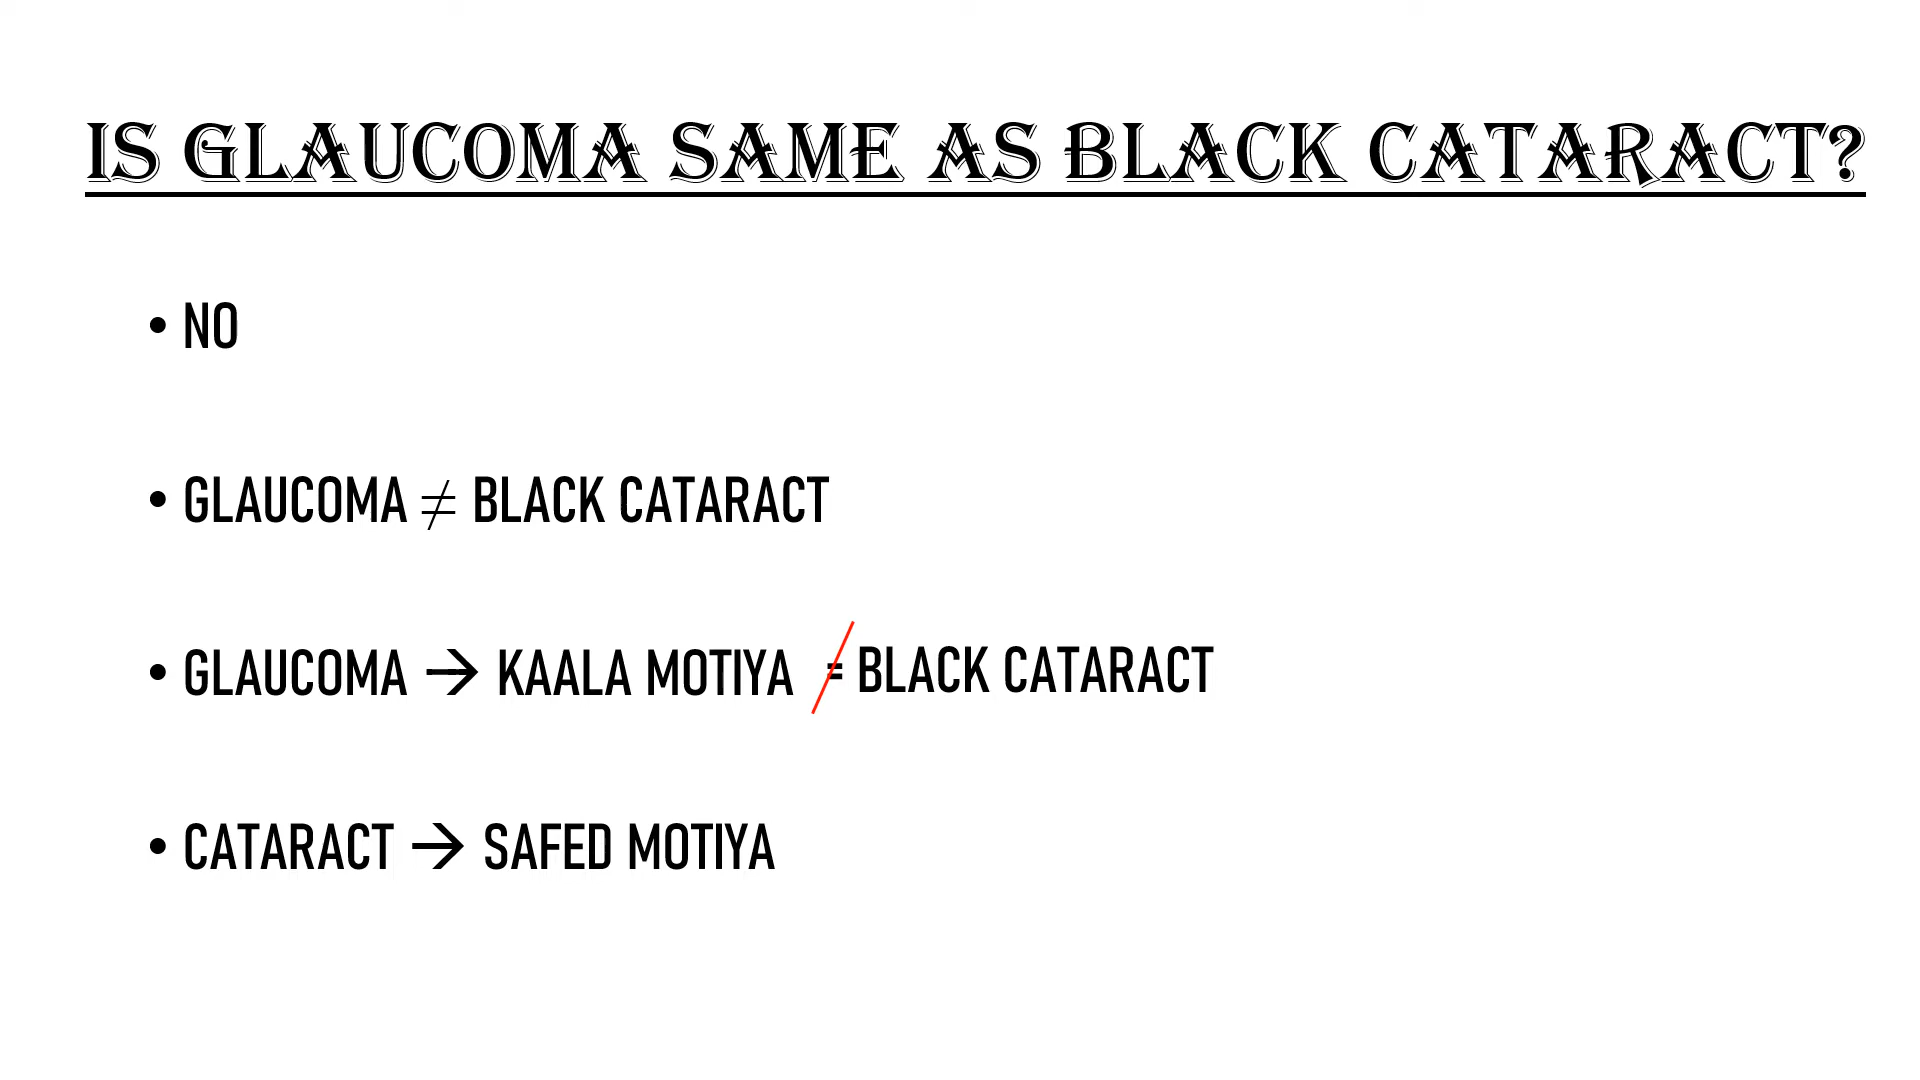 IS GLAUCOMA SAME AS BLACK CATARACT?
• NO
• GLAUCOMA ≠ BLACK CATARACT
• GLAUCOMA → KAALA MOTIYA ≠ BLACK CATARACT
• CATARACT → SAFED MOTIYA